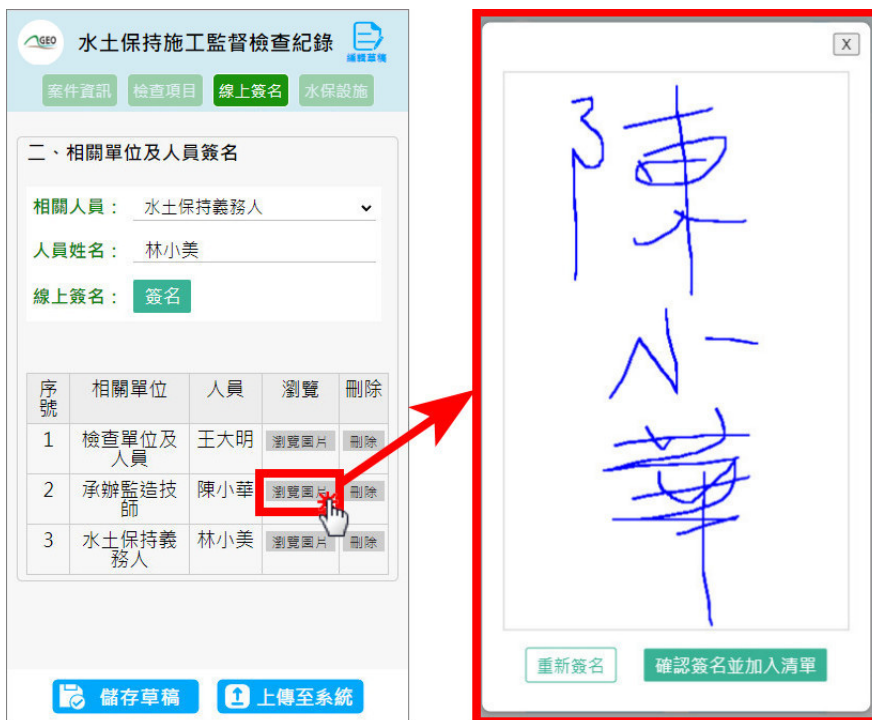 GEO 水土保持施工監督檢查紀錄 編輯草稿
案件資訊 檢查項目 線上簽名 水保設施
二、相關單位及人員簽名
相關人員： 水土保持義務人
人員姓名： 林小美
線上簽名： 簽名
序號 相關單位 人員 瀏覽 刪除
1 檢查單位及人員 王大明 瀏覽圖片 刪除
2 承辦監造技師 陳小華 瀏覽圖片 刪除
3 水土保持義務人 林小美 瀏覽圖片 刪除
儲存草稿 上傳至系統
X
陳小華
重新簽名 確認簽名並加入清單